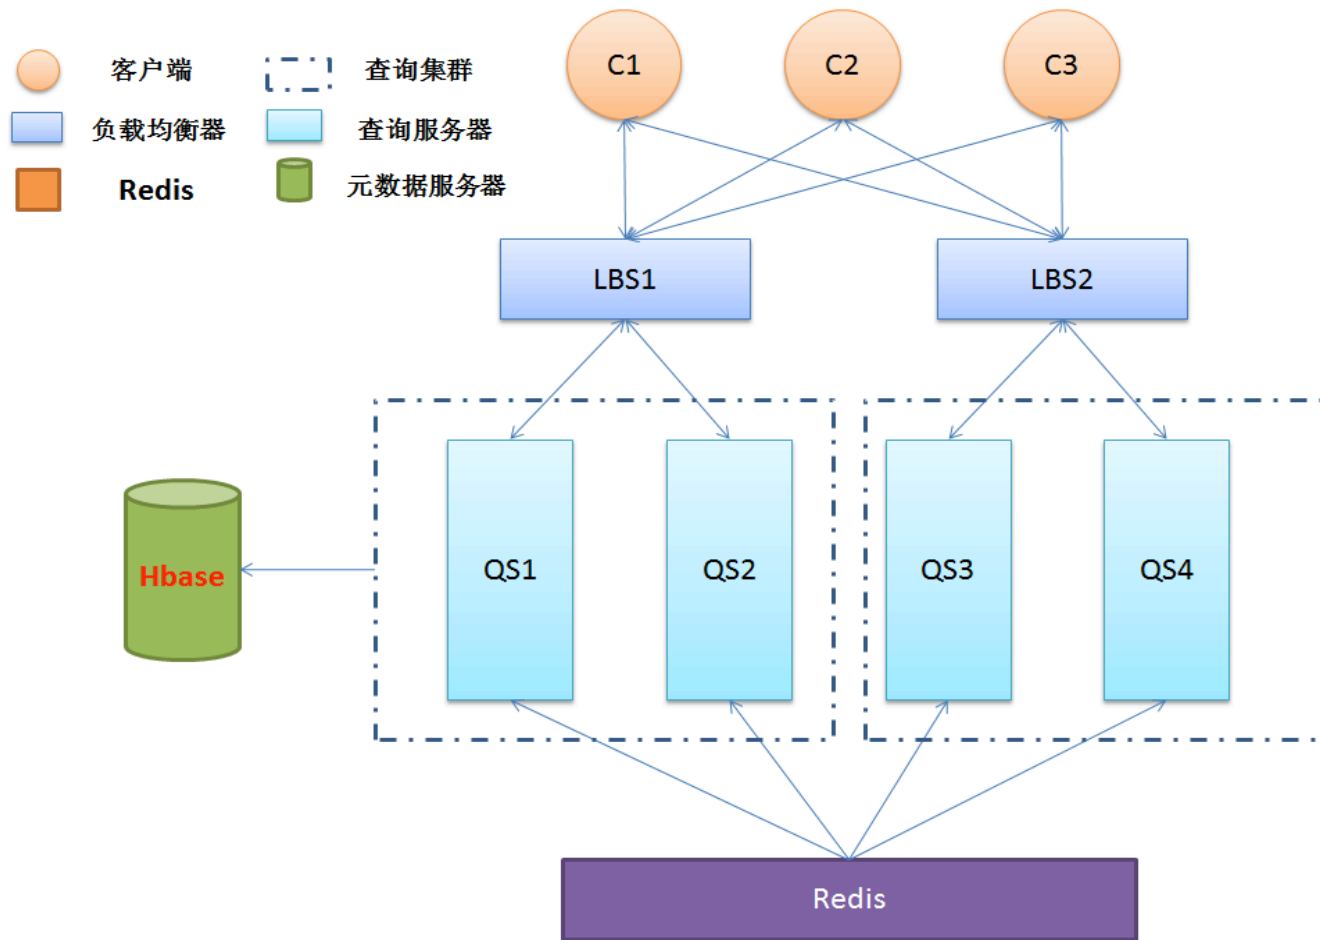 客户端
查询集群
负载均衡器
查询服务器
Redis
元数据服务器
C1
C2
C3
LBS1
LBS2
Hbase
QS1
QS2
QS3
QS4
Redis